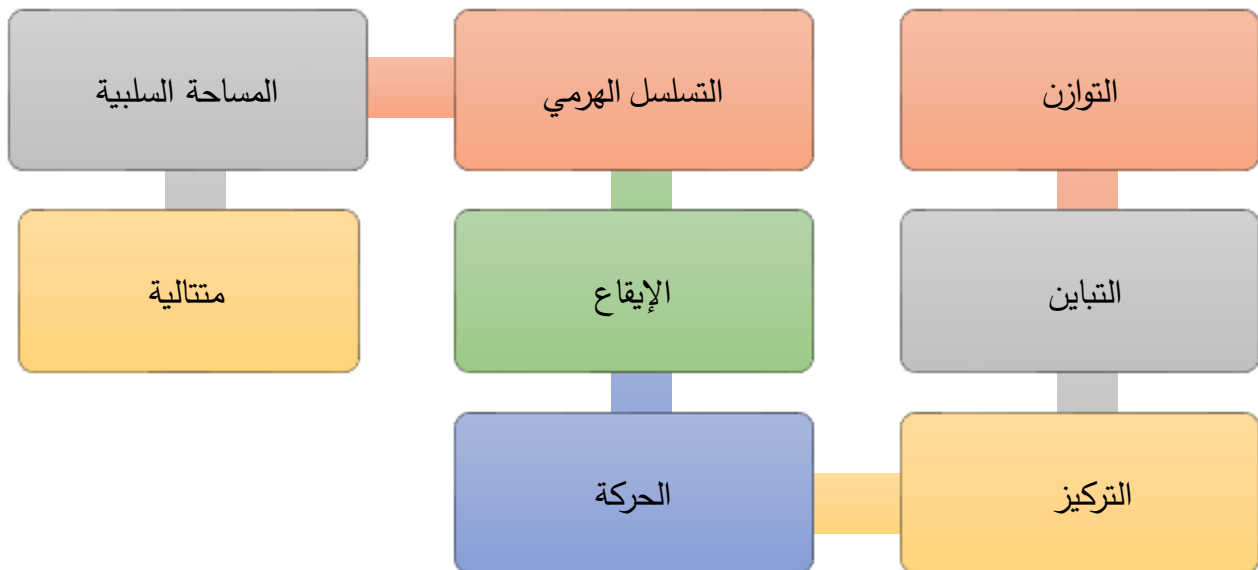 التوازن
التباين
التركيز
الحركة
الإيقاع
التسلسل الهرمي
المساحة السلبية
متتالية